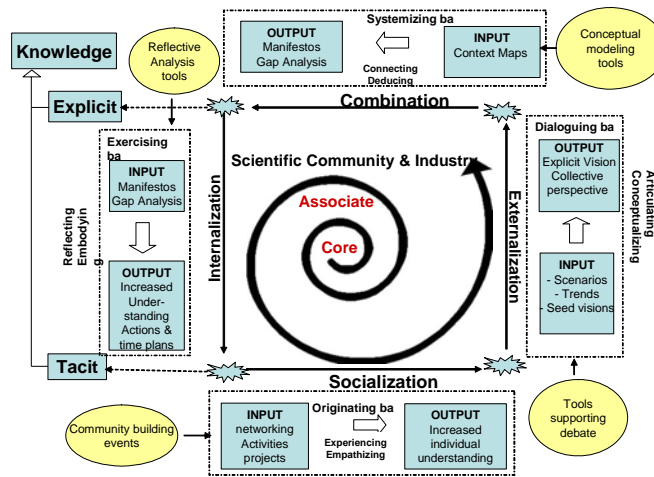 Systemizing ba
OUTPUT
Manifestos
Gap Analysis
INPUT
Context Maps
Connecting
Deducing
Conceptual
modeling
tools
Reflective
Analysis
tools
Knowledge
Explicit
Combination
Exercising
ba
INPUT
Manifestos
Gap Analysis
OUTPUT
Increased
Under-
standing
Actions &
time plans
Reflecting
Embodyin
g
Internalization
Scientific Community & Industry
Associate
Core
Externalization
Dialoguing ba
OUTPUT
Explicit Vision
Collective
perspective
INPUT
- Scenarios
- Trends
- Seed visions
Articulating
Conceptualizing
Tacit
Socialization
Community building
events
INPUT
networking
Activities
projects
Originating ba
Experiencing
Empathizing
OUTPUT
Increased
individual
understanding
Tools
supporting
debate